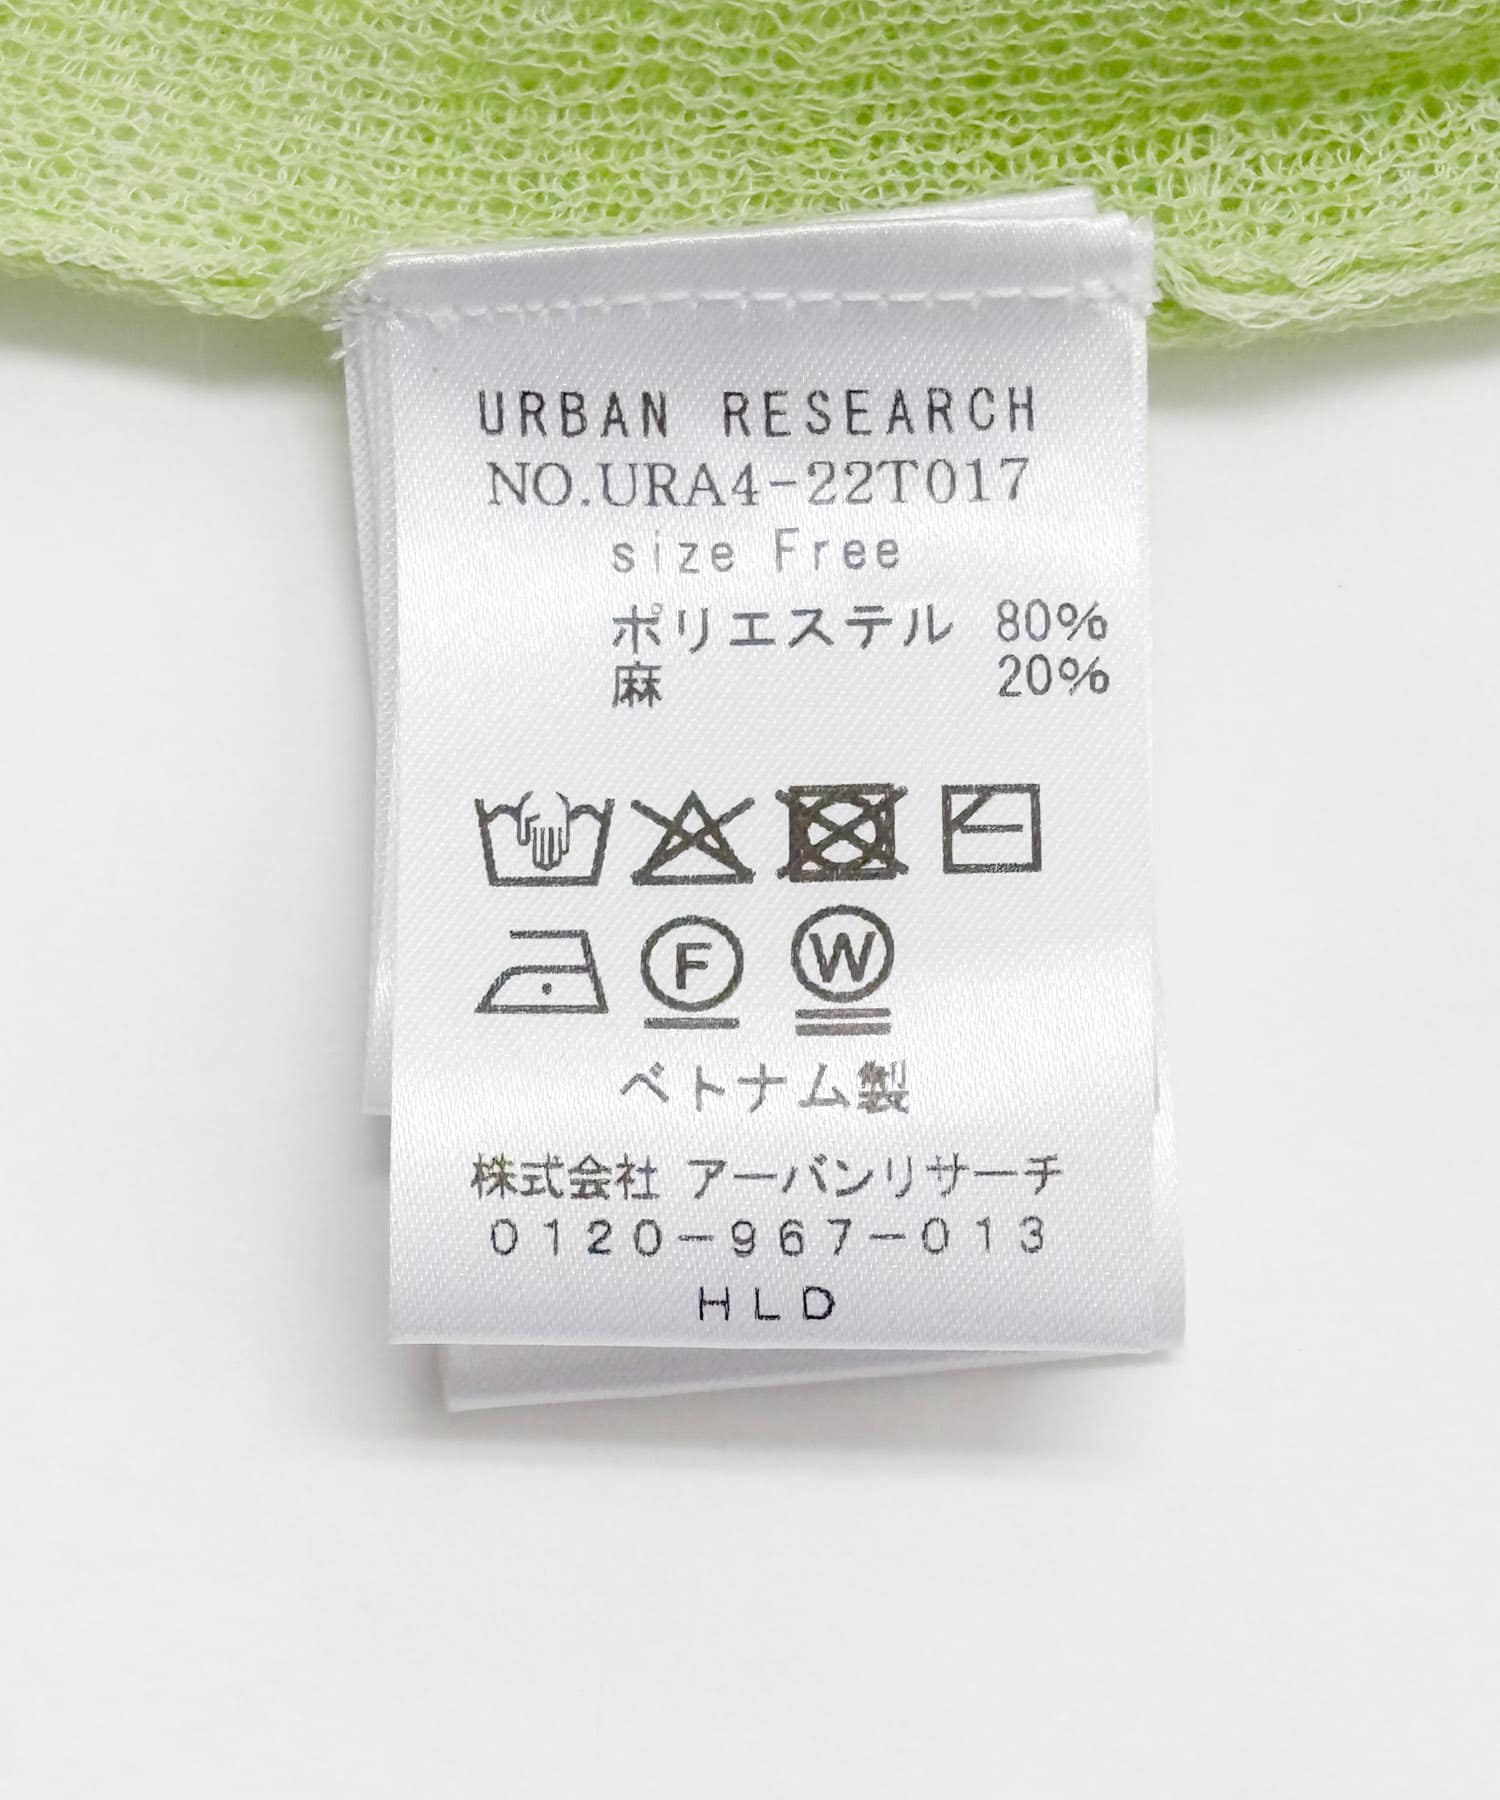 URBAN RESEARCH
NO.URA4-22T017
size Free
ポリエステル 80%
麻 20%
F W
ベトナム製
株式会社 アーバンリサーチ
0120-967-013
HLD